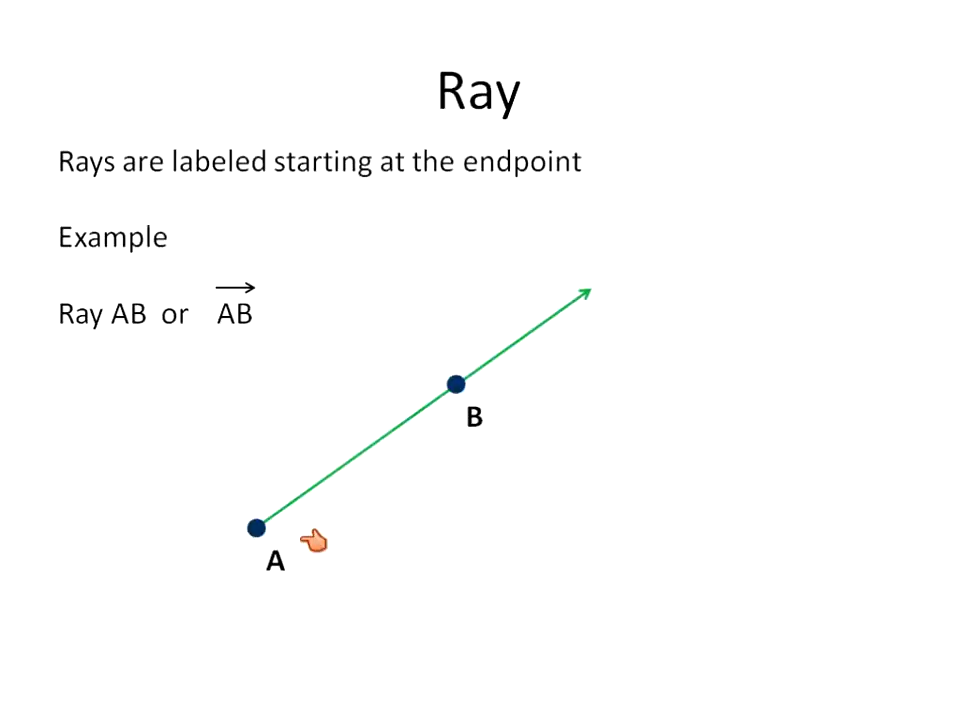 Ray
Rays are labeled starting at the endpoint
Example
Ray AB or AB
B
A